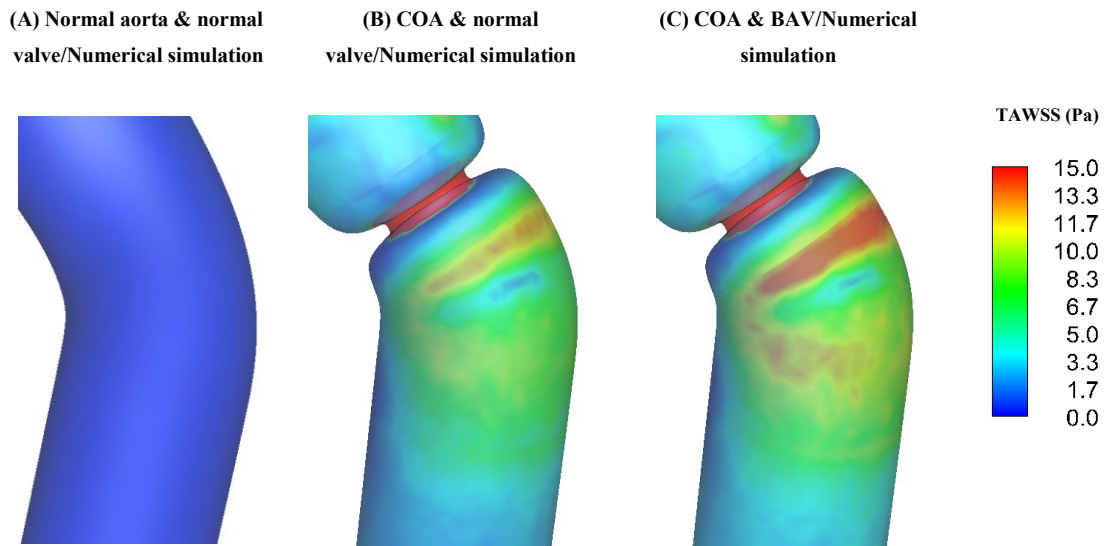 (A) Normal aorta & normal
valve/Numerical simulation
(B) COA & normal
valve/Numerical simulation
(C) COA & BAV/Numerical
simulation
TAWSS (Pa)
15.0
13.3
11.7
10.0
8.3
6.7
5.0
3.3
1.7
0.0